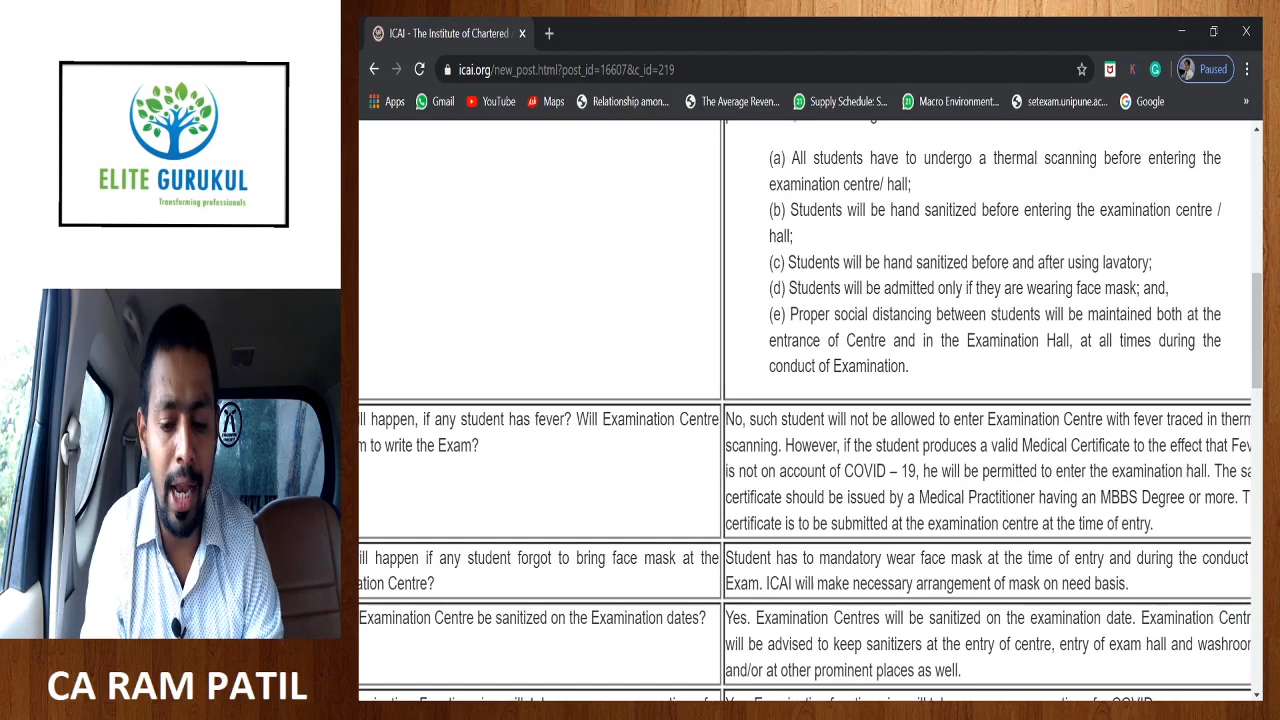 ELITE GURUKUL
Transforming professionals
CA RAM PATIL
ICAI - The Institute of Chartered
icai.org/new_post.html?post_id=16607&c_id=219
Paused
Apps Gmail YouTube Maps Relationship amon... The Average Reven... Supply Schedule: S... Macro Environment... setexam.unipune.ac... Google »
(a) All students have to undergo a thermal scanning before entering the
examination centre/ hall;
(b) Students will be hand sanitized before entering the examination centre /
hall;
(c) Students will be hand sanitized before and after using lavatory;
(d) Students will be admitted only if they are wearing face mask; and,
(e) Proper social distancing between students will be maintained both at the
entrance of Centre and in the Examination Hall, at all times during the
conduct of Examination.
ill happen, if any student has fever? Will Examination Centre
m to write the Exam?
No, such student will not be allowed to enter Examination Centre with fever traced in therm
scanning. However, if the student produces a valid Medical Certificate to the effect that Fev
is not on account of COVID – 19, he will be permitted to enter the examination hall. The sa
certificate should be issued by a Medical Practitioner having an MBBS Degree or more. T
certificate is to be submitted at the examination centre at the time of entry.
ill happen if any student forgot to bring face mask at the
ation Centre?
Student has to mandatory wear face mask at the time of entry and during the conduct
Exam. ICAI will make necessary arrangement of mask on need basis.
Examination Centre be sanitized on the Examination dates?
Yes. Examination Centres will be sanitized on the examination date. Examination Centr
will be advised to keep sanitizers at the entry of centre, entry of exam hall and washroor
and/or at other prominent places as well.